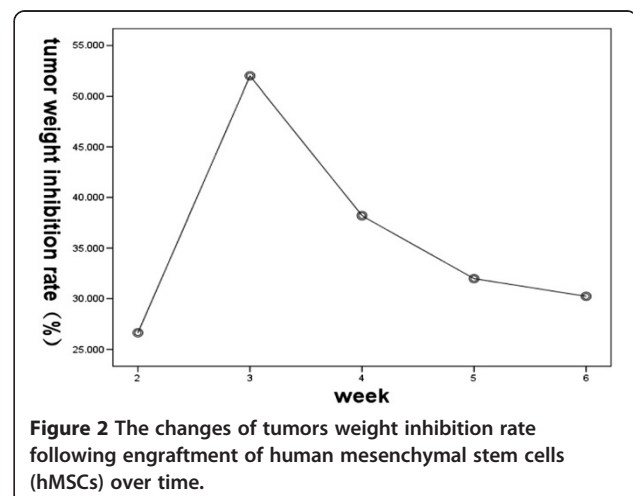 tumor weight inhibition rate (%)
55.000
50.000
45.000
40.000
35.000
30.000
25.000
2 3 4 5 6
week
Figure 2 The changes of tumors weight inhibition rate
following engraftment of human mesenchymal stem cells
(hMSCs) over time.